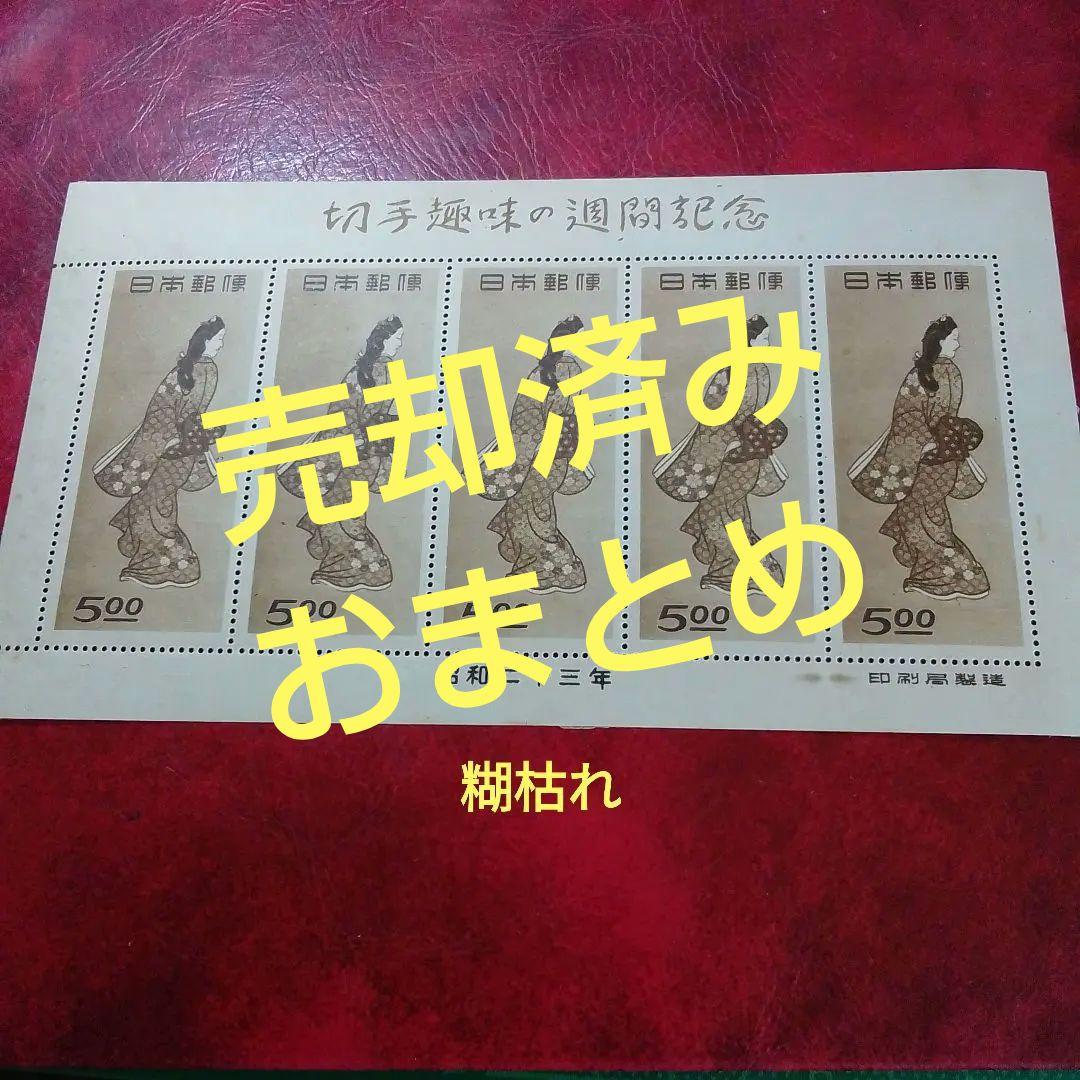 切手趣味の週間記念
日本郵便 日本郵便 日本郵便 日本郵便 日本郵便
売却済み
おまとめ
5.00 5.00 5.00 5.00 5.00
昭和二十三年 印刷局製造
糊枯れ